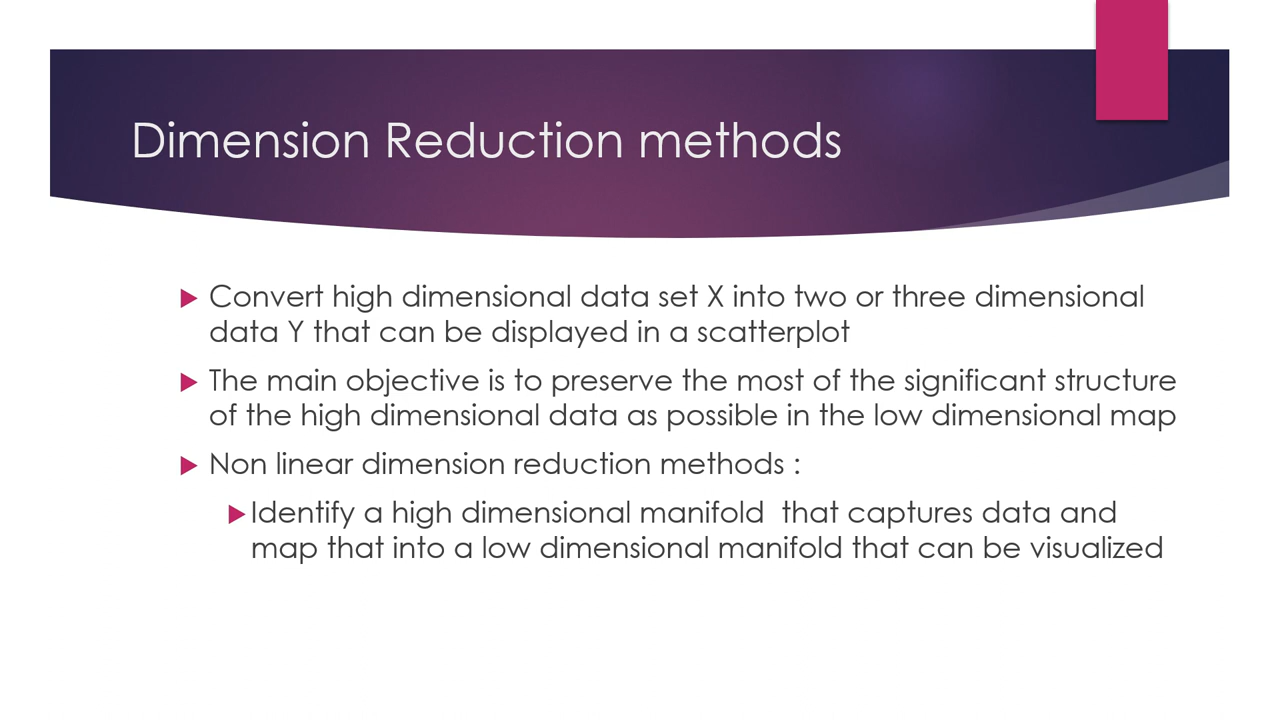 Dimension Reduction methods
Convert high dimensional data set X into two or three dimensional
data Y that can be displayed in a scatterplot
The main objective is to preserve the most of the significant structure
of the high dimensional data as possible in the low dimensional map
Non linear dimension reduction methods :
Identify a high dimensional manifold  that captures data and
map that into a low dimensional manifold that can be visualized